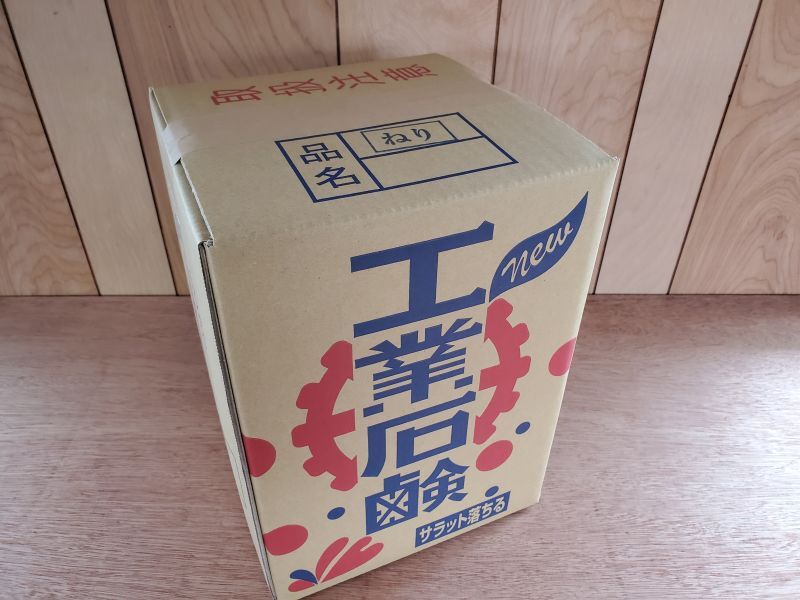 取扱注意
品名
ねり
new
工業石鹸
サラット落ちる